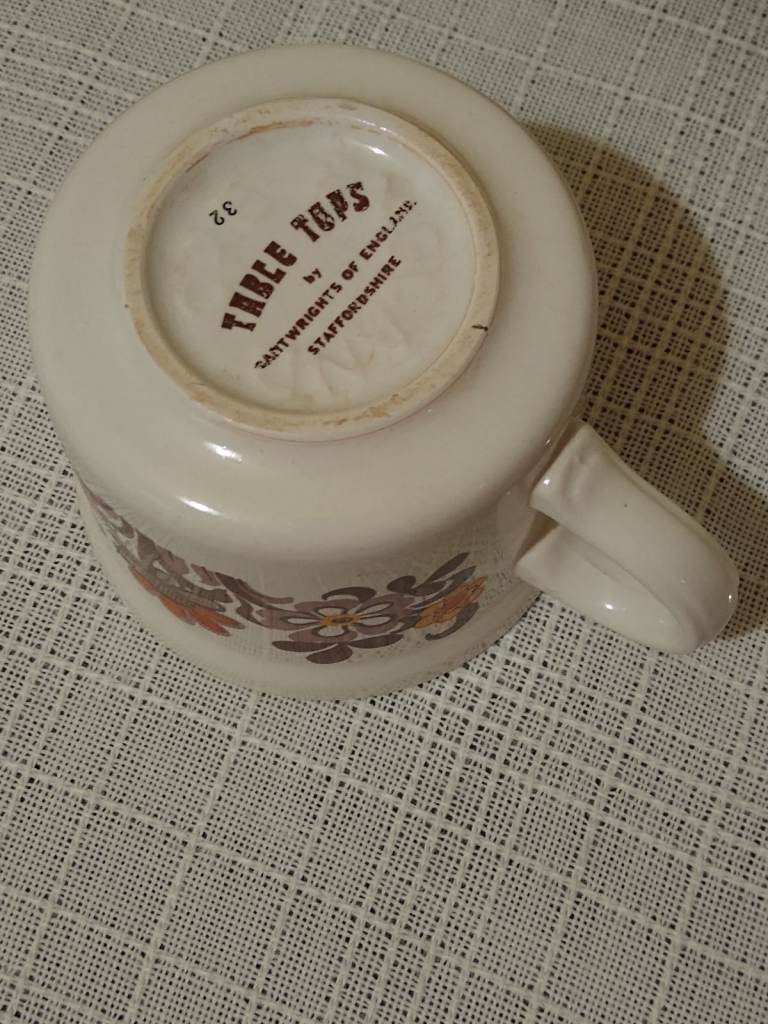 32
TABLE TOPS
by
CARTWRIGHTS OF ENGLAND.
STAFFORDSHIRE